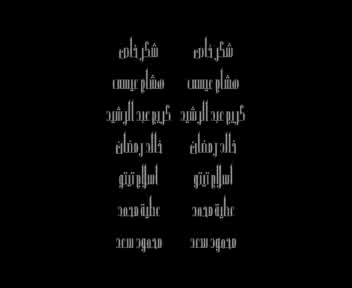 شكر خاص شكر خاص
هشام عيسى هشام عيسى
كريم عبد الرشيد كريم عبد الرشيد
خالد رمضان خالد رمضان
اسلام تيتو اسلام تيتو
عطية محمد عطية محمد
محمود سعد محمود سعد